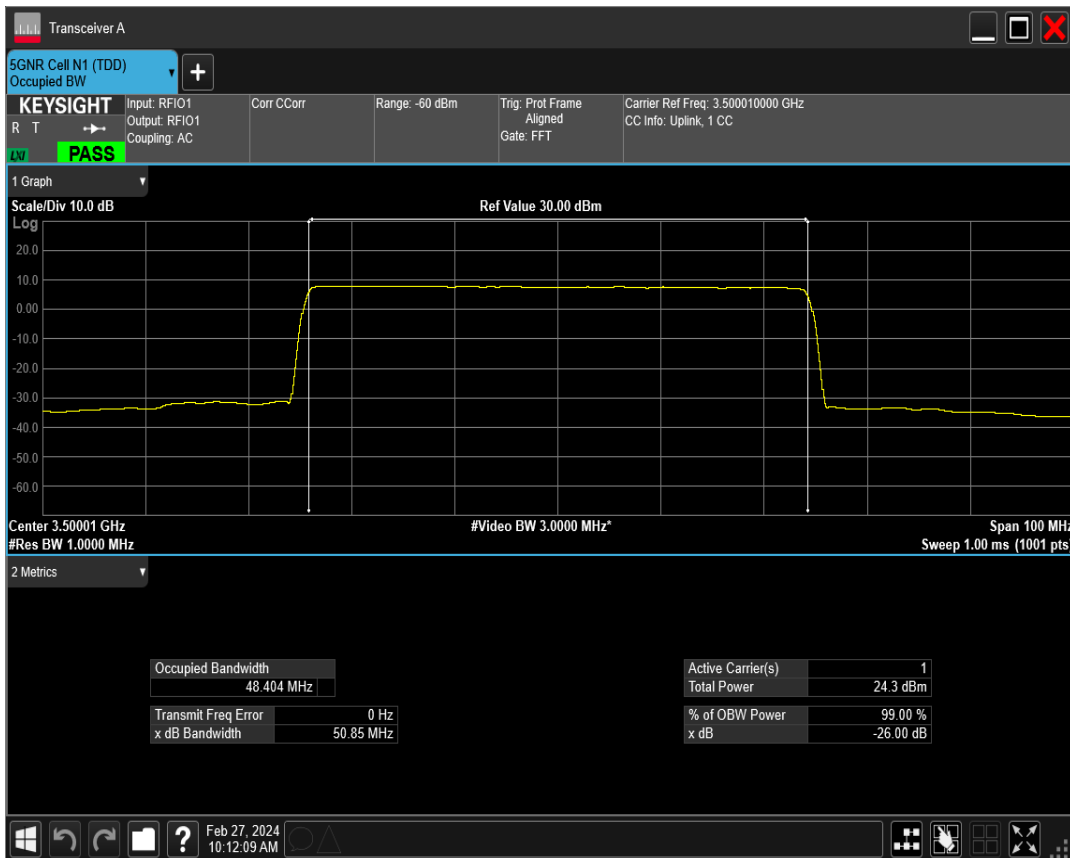 Transceiver A
5GNR Cell N1 (TDD)
Occupied BW
+
KEYSIGHT
R T
LXI
PASS
Input: RFIO1
Output: RFIO1
Coupling: AC
Corr CCorr
Range: -60 dBm
Trig: Prot Frame
Aligned
Gate: FFT
Carrier Ref Freq: 3.500010000 GHz
CC Info: Uplink, 1 CC
1 Graph
Scale/Div 10.0 dB
Ref Value 30.00 dBm
Log
20.0
10.0
0.00
-10.0
-20.0
-30.0
-40.0
-50.0
-60.0
Center 3.50001 GHz
#Video BW 3.0000 MHz*
Span 100 MHz
#Res BW 1.0000 MHz
Sweep 1.00 ms (1001 pts)
2 Metrics
Occupied Bandwidth
48.404 MHz
Transmit Freq Error 0 Hz
x dB Bandwidth 50.85 MHz
Active Carrier(s) 1
Total Power 24.3 dBm
% of OBW Power 99.00 %
x dB -26.00 dB
?
Feb 27, 2024
10:12:09 AM